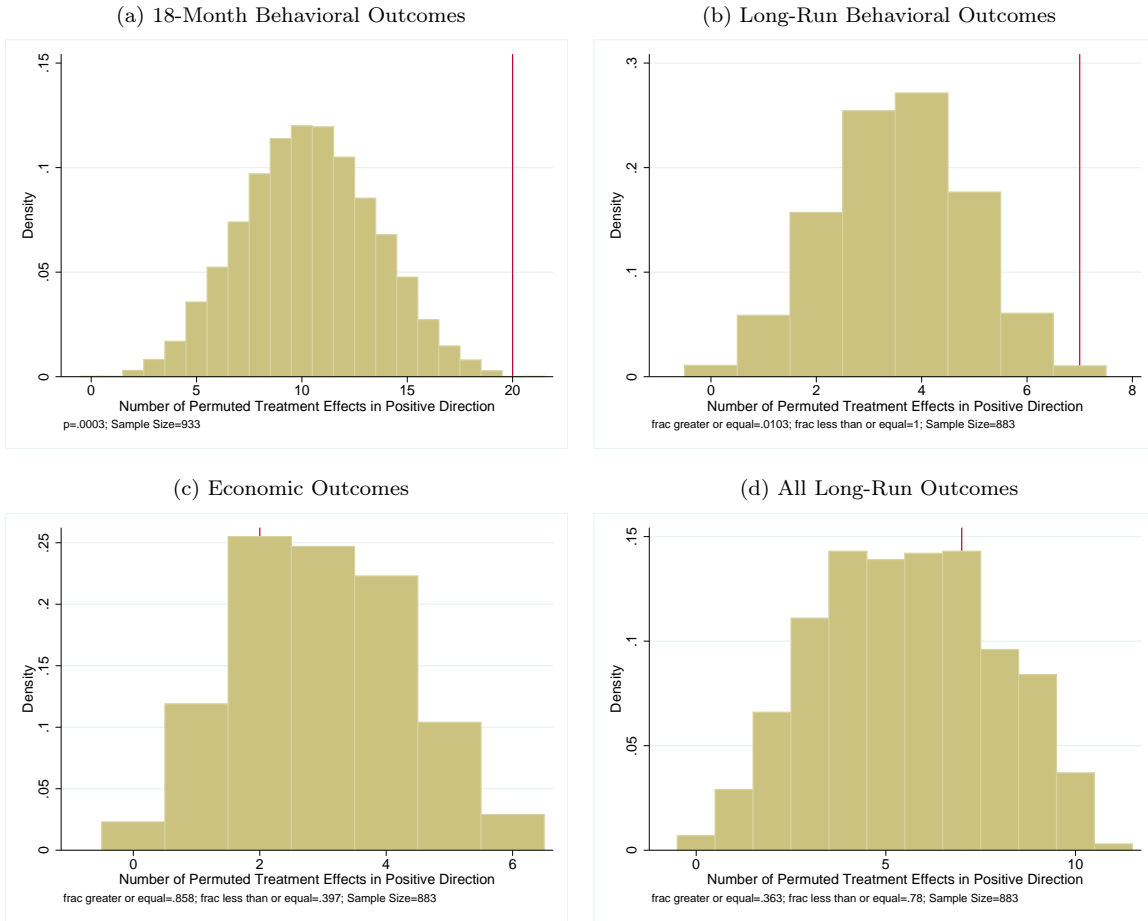 (a) 18-Month Behavioral Outcomes
.15
.1
.05
0
Density
0 5 10 15 20
Number of Permuted Treatment Effects in Positive Direction
p=.0003; Sample Size=933
(b) Long-Run Behavioral Outcomes
.3
.2
.1
0
Density
0 2 4 6 8
Number of Permuted Treatment Effects in Positive Direction
frac greater or equal=.0103; frac less than or equal=1; Sample Size=883
(c) Economic Outcomes
.25
.2
.15
.1
.05
0
Density
0 2 4 6
Number of Permuted Treatment Effects in Positive Direction
frac greater or equal=.858; frac less than or equal=.397; Sample Size=883
(d) All Long-Run Outcomes
.15
.1
.05
0
Density
0 5 10
Number of Permuted Treatment Effects in Positive Direction
frac greater or equal=.363; frac less than or equal=.78; Sample Size=883